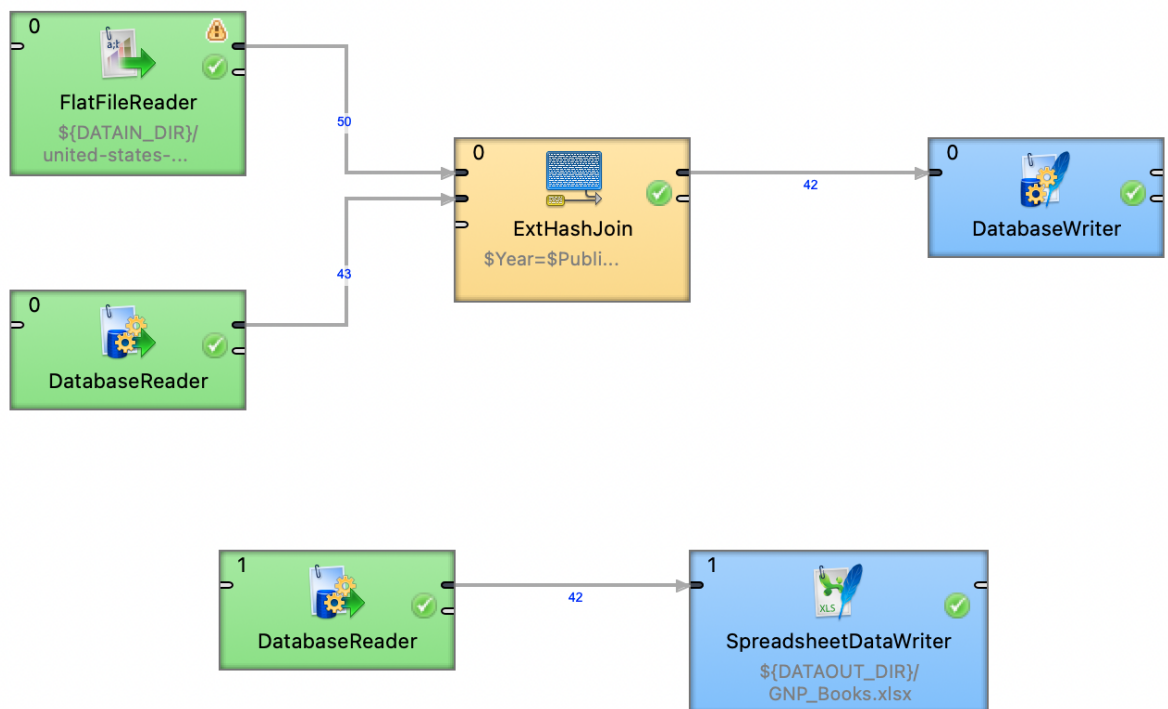 0
a;b
FlatFileReader
${DATAIN_DIR}/
united-states-...
50
0
ExtHashJoin
$Year=$Publi...
42
0
DatabaseWriter
43
0
DatabaseReader
1
DatabaseReader
42
1
XLS
SpreadsheetDataWriter
${DATAOUT_DIR}/
GNP_Books.xlsx